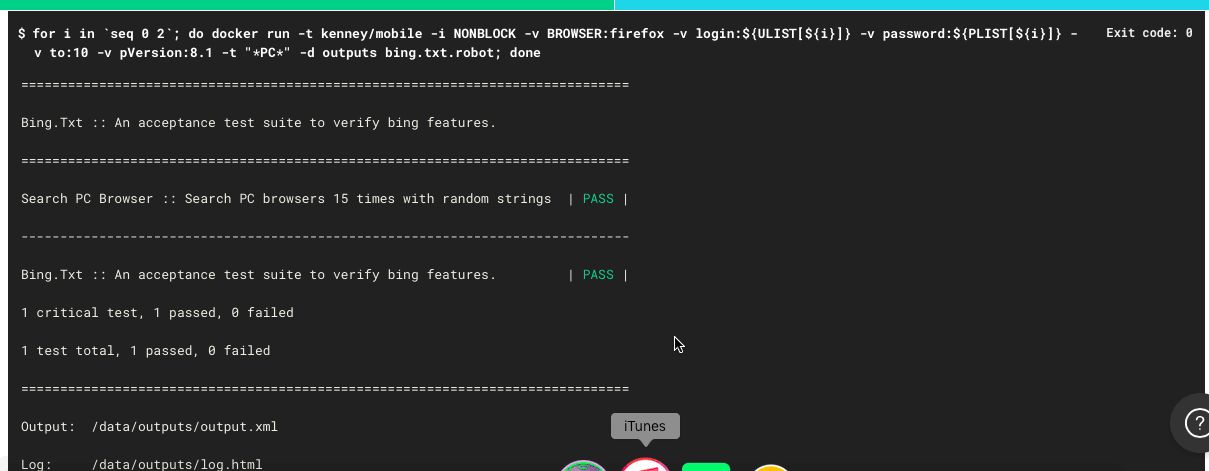 $ for i in `seq 0 2`; do docker run -t kenney/mobile -i NONBLOCK -v BROWSER:firefox -v login:${ULIST[${i}]} -v password:${PLIST[${i}]} - Exit code: 0
v to:10 -v pVersion:8.1 -t "*PC*" -d outputs bing.txt.robot; done
==============================================================================
Bing.Txt :: An acceptance test suite to verify bing features.
==============================================================================
Search PC Browser :: Search PC browsers 15 times with random strings | PASS |
------------------------------------------------------------------------------
Bing.Txt :: An acceptance test suite to verify bing features. | PASS |
1 critical test, 1 passed, 0 failed
1 test total, 1 passed, 0 failed
==============================================================================
Output: /data/outputs/output.xml
iTunes
?
Log: /data/outputs/log.html